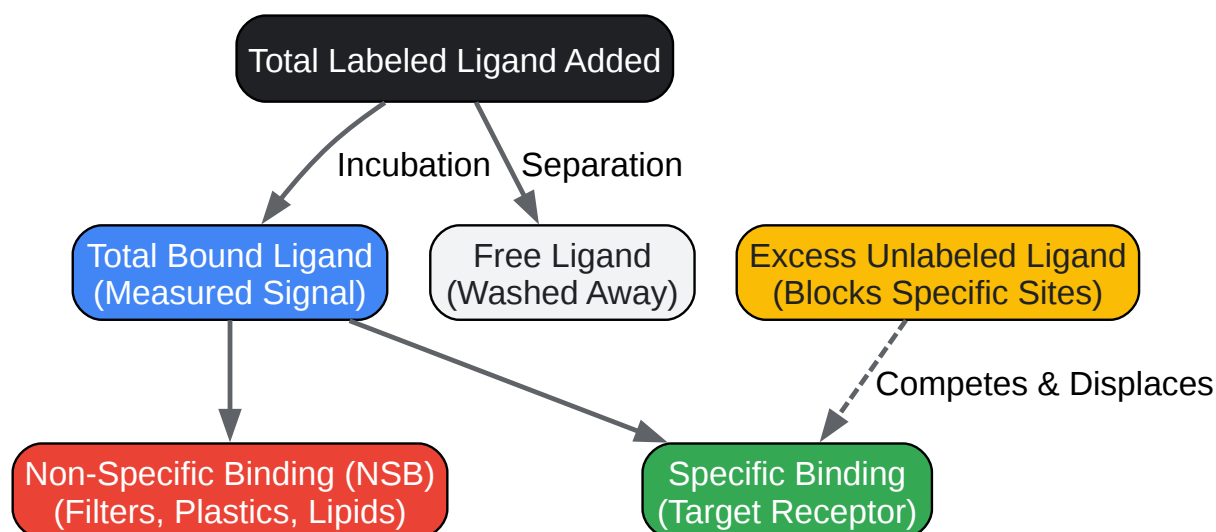 Total Labeled Ligand Added
Incubation
Separation
Total Bound Ligand
(Measured Signal)
Free Ligand
(Washed Away)
Excess Unlabeled Ligand
(Blocks Specific Sites)
Competes & Displaces
Non-Specific Binding (NSB)
(Filters, Plastics, Lipids)
Specific Binding
(Target Receptor)